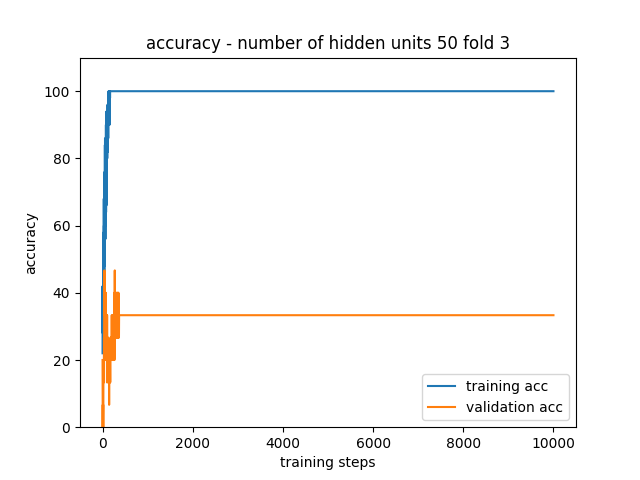 accuracy - number of hidden units 50 fold 3
100
80
60
40
20
0
accuracy
0
2000
4000
6000
8000
10000
training steps
training acc
validation acc